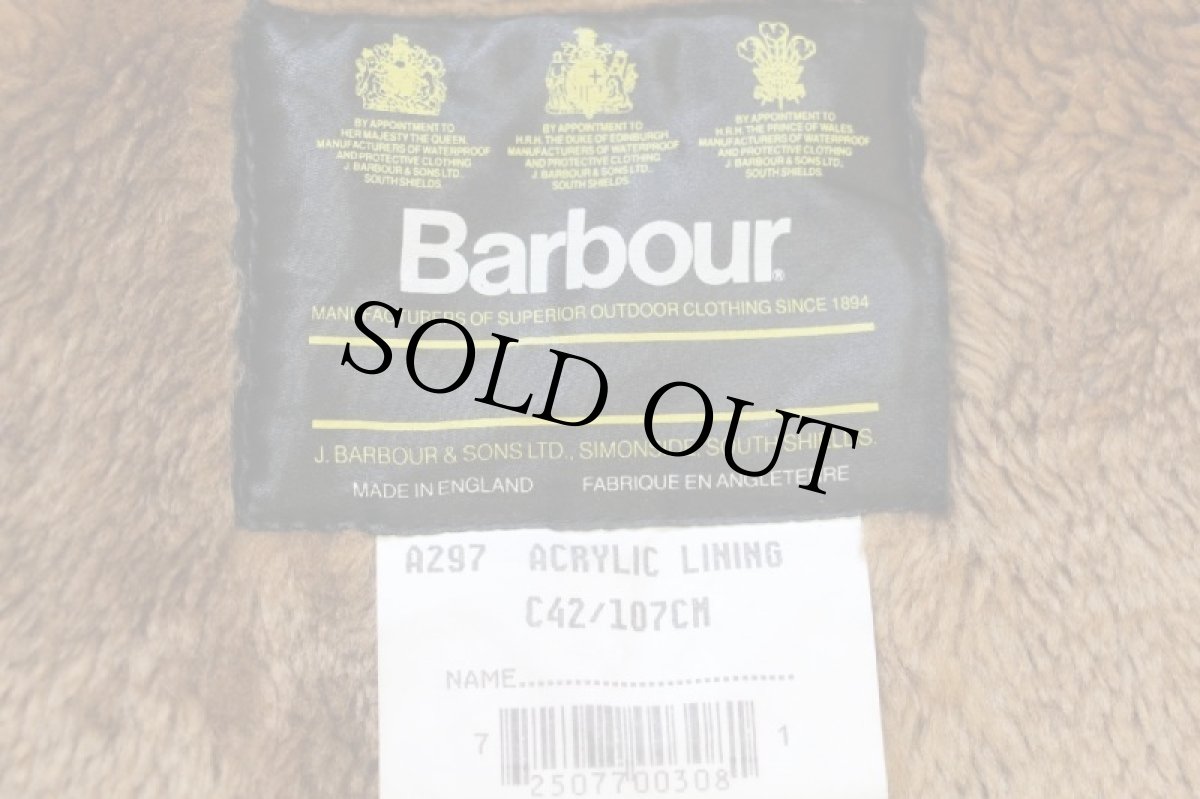 BY APPOINTMENT TO
HER MAJESTY THE QUEEN
MANUFACTURERS OF WATERPROOF
AND PROTECTIVE CLOTHING
J. BARBOUR & SONS LTD.
SOUTH SHIELDS.
BY APPOINTMENT TO
H.R.H. THE DUKE OF EDINBURGH
MANUFACTURERS OF WATERPROOF
AND PROTECTIVE CLOTHING
J. BARBOUR & SONS LTD.,
SOUTH SHIELDS
BY APPOINTMENT TO
H.R.H. THE PRINCE OF WALES
MANUFACTURERS OF WATERPROOF
AND PROTECTIVE CLOTHING
J. BARBOUR & SONS LTD.,
SOUTH SHIELDS.
Barbour®
MANUFACTURERS OF SUPERIOR OUTDOOR CLOTHING SINCE 1894
SOLD OUT
J. BARBOUR & SONS LTD., SIMONSIDE, SOUTH SHIELDS.
MADE IN ENGLAND FABRIQUE EN ANGLETERRE
A297 ACRYLIC LINING
C42/107CM
NAME..............................
7 2507700308 1